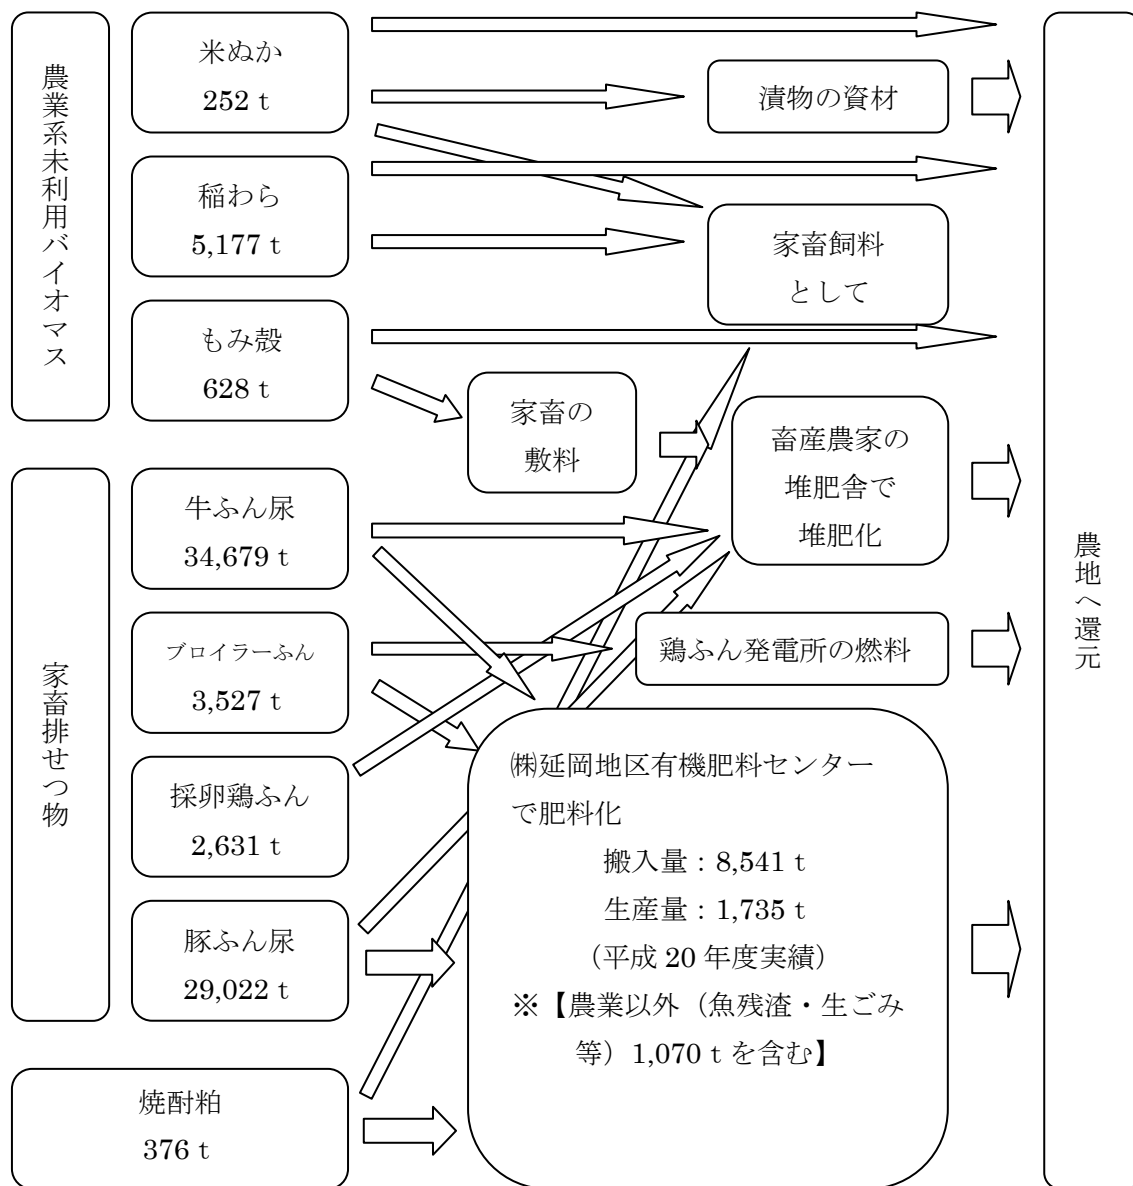 農業系未利用バイオマス
米ぬか
252 t
稲わら
5,177 t
もみ殻
628 t
漬物の資材
家畜飼料
として
家畜の
敷料
畜産農家の
堆肥舎で
堆肥化
家畜排せつ物
牛ふん尿
34,679 t
ブロイラーふん
3,527 t
採卵鶏ふん
2,631 t
豚ふん尿
29,022 t
焼酎粕
376 t
鶏ふん発電所の燃料
㈱延岡地区有機肥料センター
で肥料化
搬入量：8,541 t
生産量：1,735 t
（平成 20 年度実績）
※【農業以外（魚残渣・生ごみ
等）1,070 t を含む】
農地へ還元